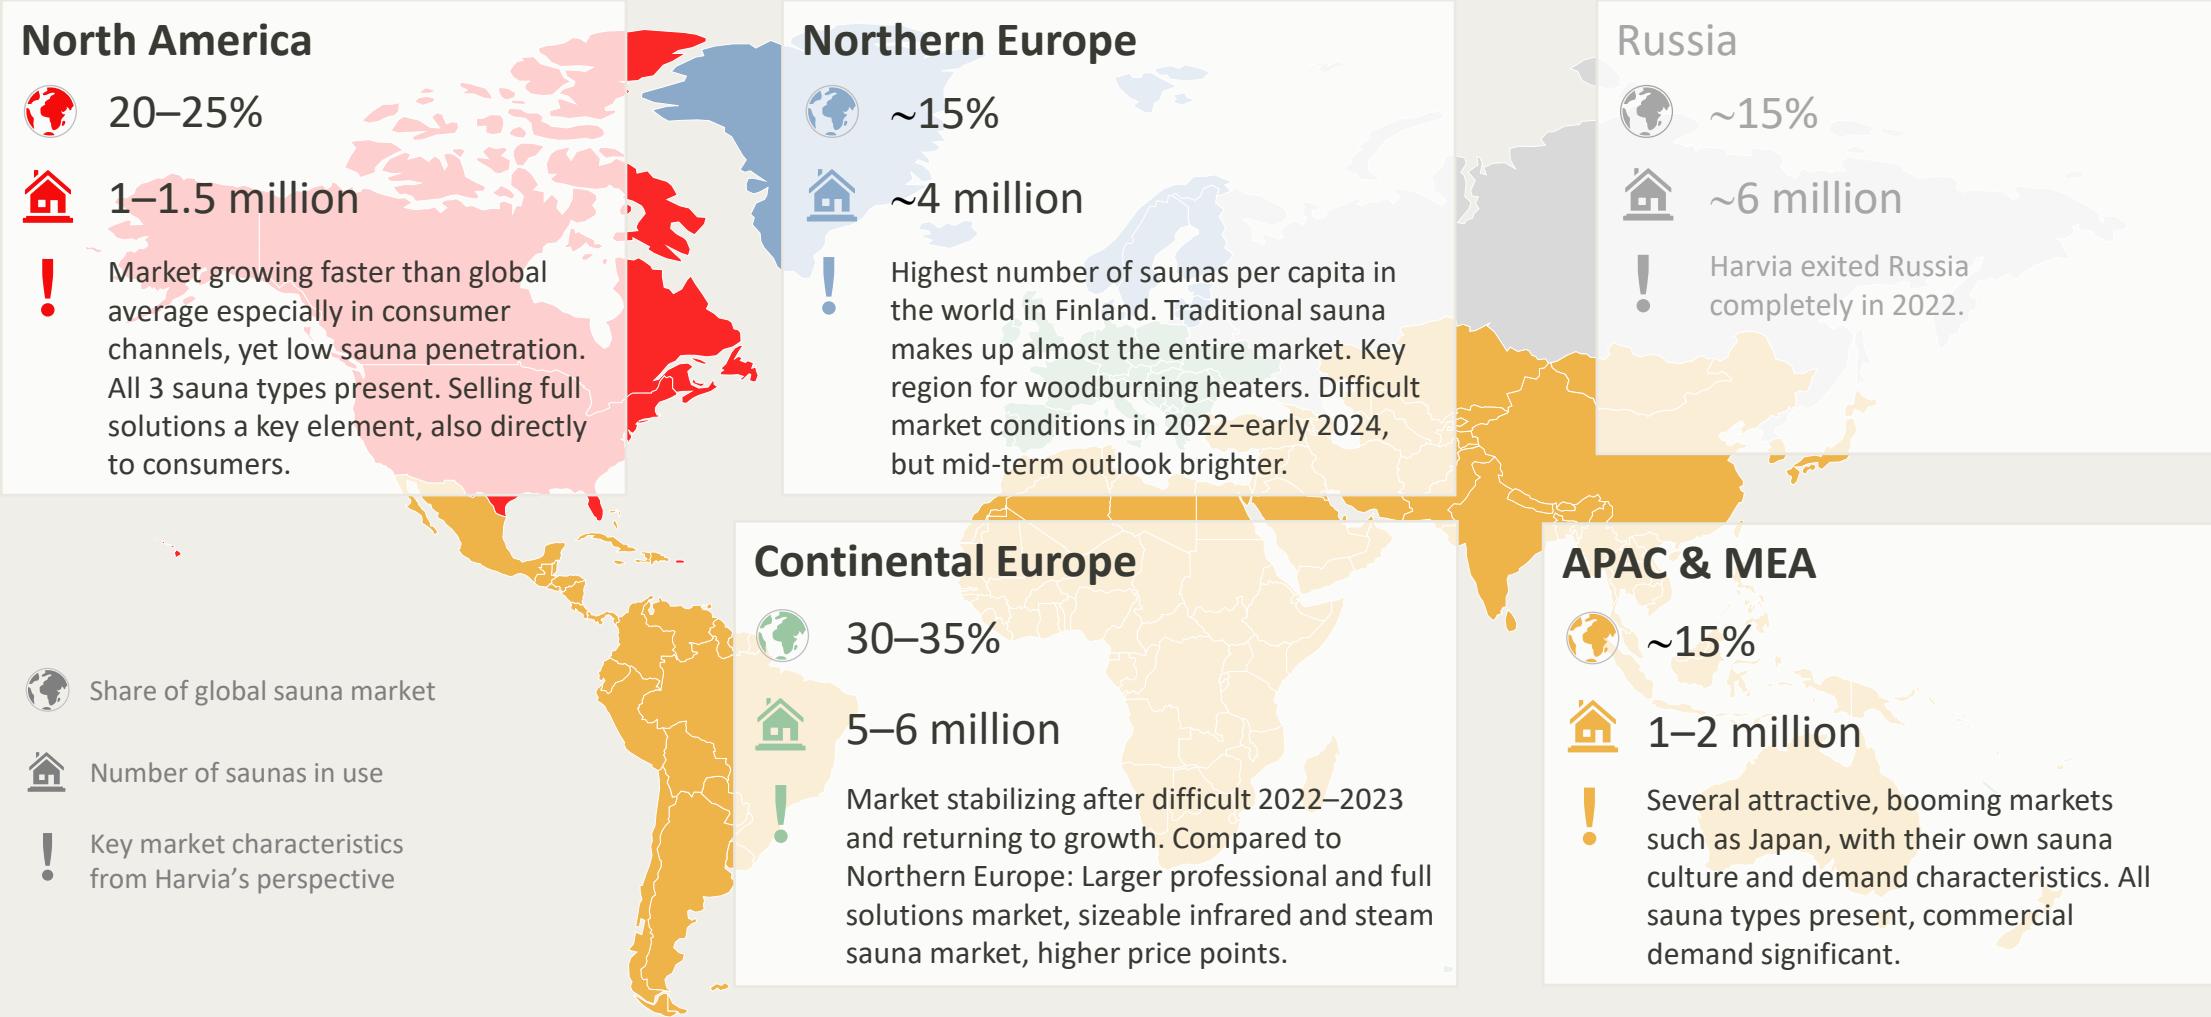 North America
20–25%
1–1.5 million
Market growing faster than global
average especially in consumer
channels, yet low sauna penetration.
All 3 sauna types present. Selling full
solutions a key element, also directly
to consumers.
Northern Europe
~15%
~4 million
Highest number of saunas per capita in
the world in Finland. Traditional sauna
makes up almost the entire market. Key
region for woodburning heaters. Difficult
market conditions in 2022–early 2024,
but mid-term outlook brighter.
Russia
~15%
~6 million
Harvia exited Russia
completely in 2022.
Continental Europe
30–35%
5–6 million
Market stabilizing after difficult 2022–2023
and returning to growth. Compared to
Northern Europe: Larger professional and full
solutions market, sizeable infrared and steam
sauna market, higher price points.
APAC & MEA
~15%
1–2 million
Several attractive, booming markets
such as Japan, with their own sauna
culture and demand characteristics. All
sauna types present, commercial
demand significant.
Share of global sauna market
Number of saunas in use
Key market characteristics
from Harvia's perspective